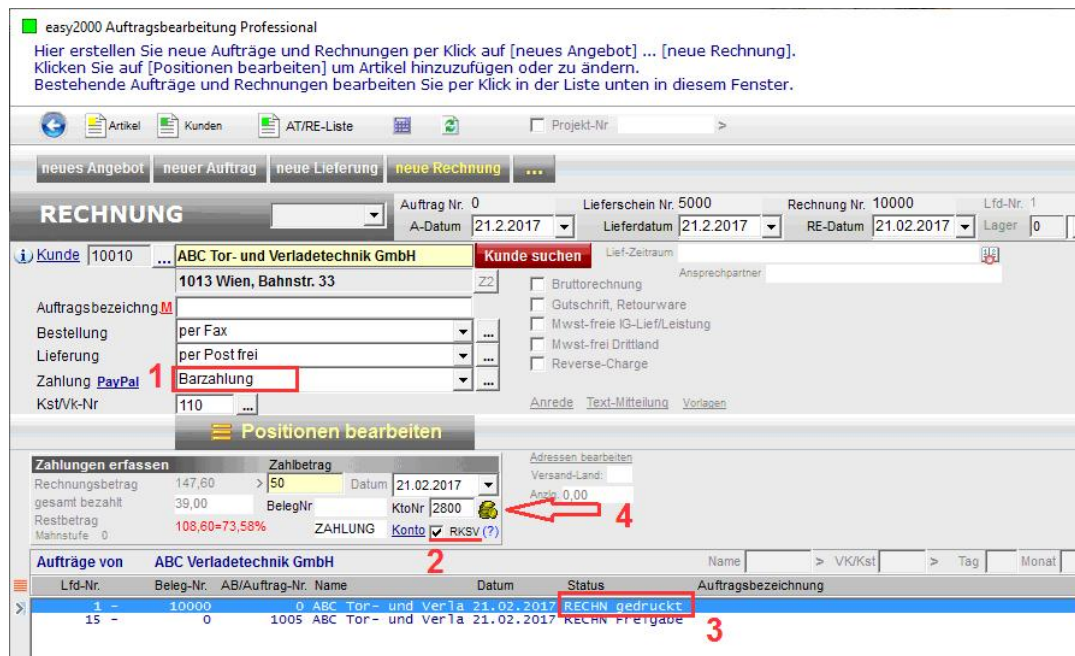 easy2000 Auftragsbearbeitung Professional
Hier erstellen Sie neue Aufträge und Rechnungen per Klick auf [neues Angebot] ... [neue Rechnung].
Klicken Sie auf [Positionen bearbeiten] um Artikel hinzuzufügen oder zu ändern.
Bestehende Aufträge und Rechnungen bearbeiten Sie per Klick in der Liste unten in diesem Fenster.
Artikel Kunden AT/RE-Liste Projekt-Nr >
neues Angebot neuer Auftrag neue Lieferung neue Rechnung ...
RECHNUNG
Auftrag Nr. 0 Lieferschein Nr. 5000 Rechnung Nr. 10000 Lfd-Nr. 1
A-Datum 21.2.2017 Lieferdatum 21.2.2017 RE-Datum 21.02.2017 Lager 0
i Kunde 10010 ... ABC Tor- und Verladetechnik GmbH Kunde suchen Lief-Zeitraum
1013 Wien, Bahnstr. 33 Z2 Ansprechpartner
Bruttorechnung
Auftragsbezeichng. M Gutschrift, Retourware
Bestellung per Fax ... Mwst-freie IG-Lief/Leistung
Lieferung per Post frei ... Mwst-frei Drittland
Zahlung PayPal 1 Barzahlung ... Reverse-Charge
Kst/Vk-Nr 110 ... Anrede Text-Mitteilung Vorlagen
Positionen bearbeiten
Zahlungen erfassen Zahlbetrag Adressen bearbeiten
Rechnungsbetrag 147,60 > 50 Datum 21.02.2017 Versand-Land:
gesamt bezahlt 39,00 BelegNr KtoNr 2800 4 Anzlg. 0,00
Restbetrag 108,60=73,58% ZAHLUNG Konto RKSV (?)
Mahnstufe 0
2
Aufträge von ABC Verladetechnik GmbH Name > VK/Kst > Tag Monat
Lfd-Nr. Beleg-Nr. AB/Auftrag-Nr. Name Datum Status Auftragsbezeichnung
1 - 10000 0 ABC Tor- und Verla 21.02.2017 RECHN gedruckt
15 - 0 1005 ABC Tor- und Verla 21.02.2017 RECHN Freigabe
3